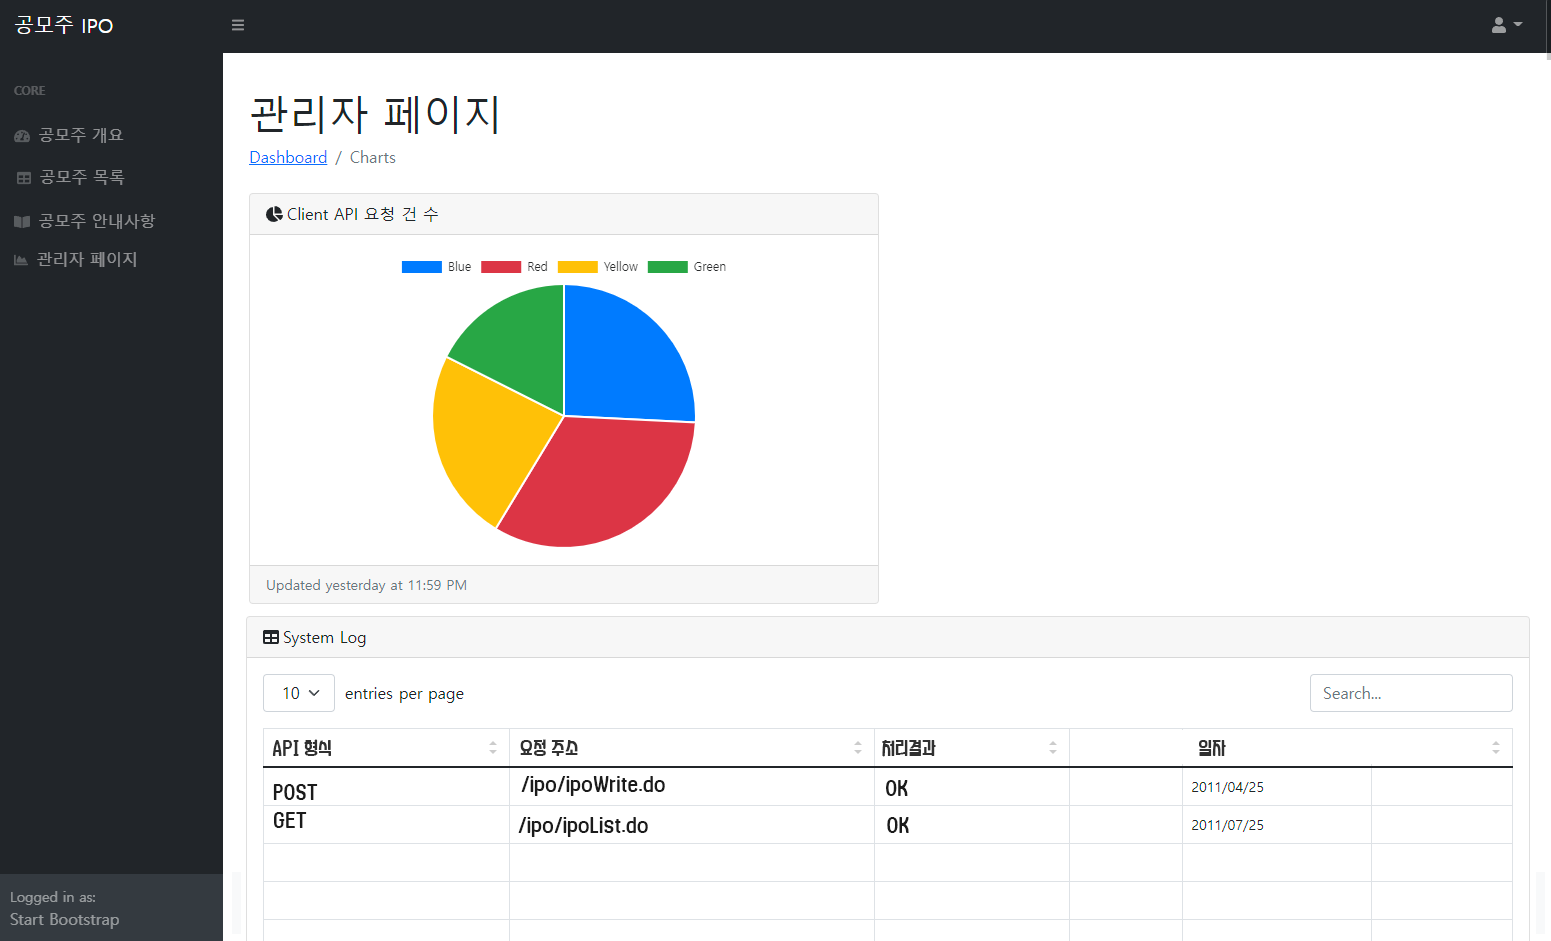 공모주 IPO
CORE
공모주 개요
공모주 목록
공모주 안내사항
관리자 페이지
Logged in as:
Start Bootstrap
관리자 페이지
Dashboard / Charts
Client API 요청 건 수
Blue Red Yellow Green
Updated yesterday at 11:59 PM
System Log
10 entries per page Search...
API 형식 요청 주소 처리결과 일자
POST /ipo/ipoWrite.do OK 2011/04/25
GET /ipo/ipoList.do OK 2011/07/25